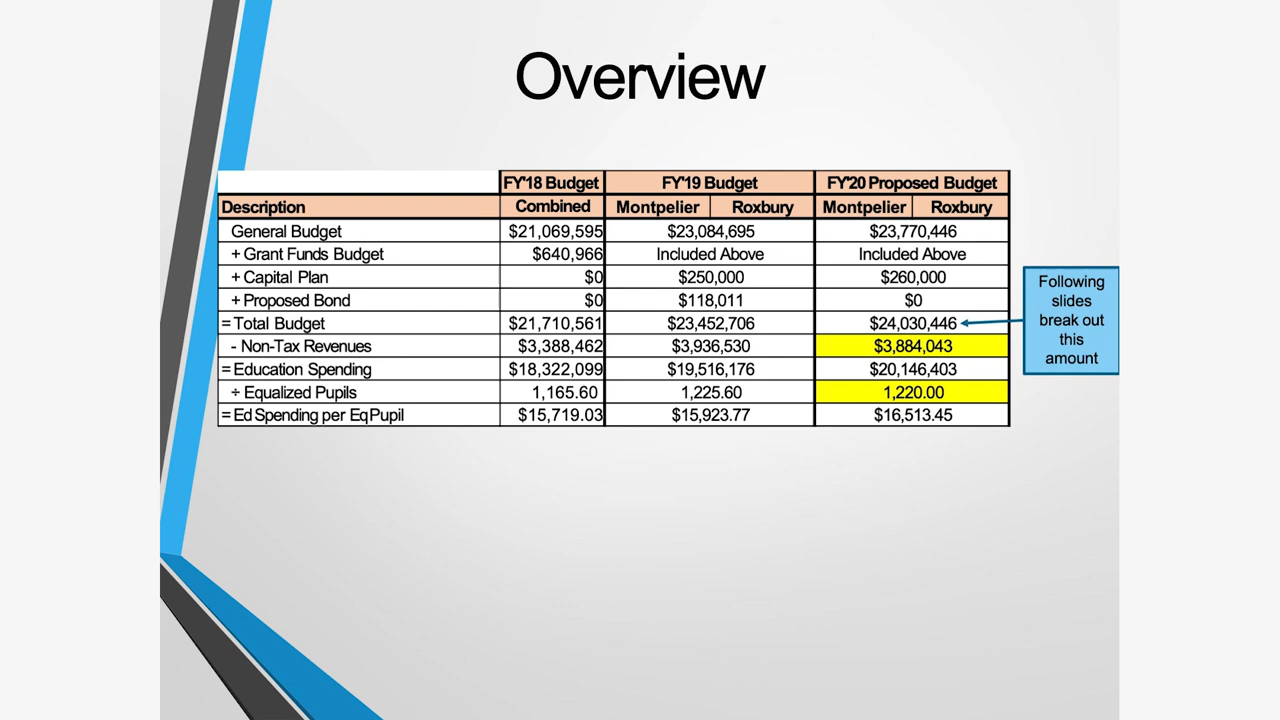 Overview
FY'18 Budget FY'19 Budget FY'20 Proposed Budget
Description Combined Montpelier Roxbury Montpelier Roxbury
General Budget $21,069,595 $23,084,695 $23,770,446
+ Grant Funds Budget $640,966 Included Above Included Above
+ Capital Plan $0 $250,000 $260,000
+ Proposed Bond $0 $118,011 $0
= Total Budget $21,710,561 $23,452,706 $24,030,446
- Non-Tax Revenues $3,388,462 $3,936,530 $3,884,043
= Education Spending $18,322,099 $19,516,176 $20,146,403
÷ Equalized Pupils 1,165.60 1,225.60 1,220.00
= Ed Spending per Eq Pupil $15,719.03 $15,923.77 $16,513.45
Following
slides
break out
this
amount